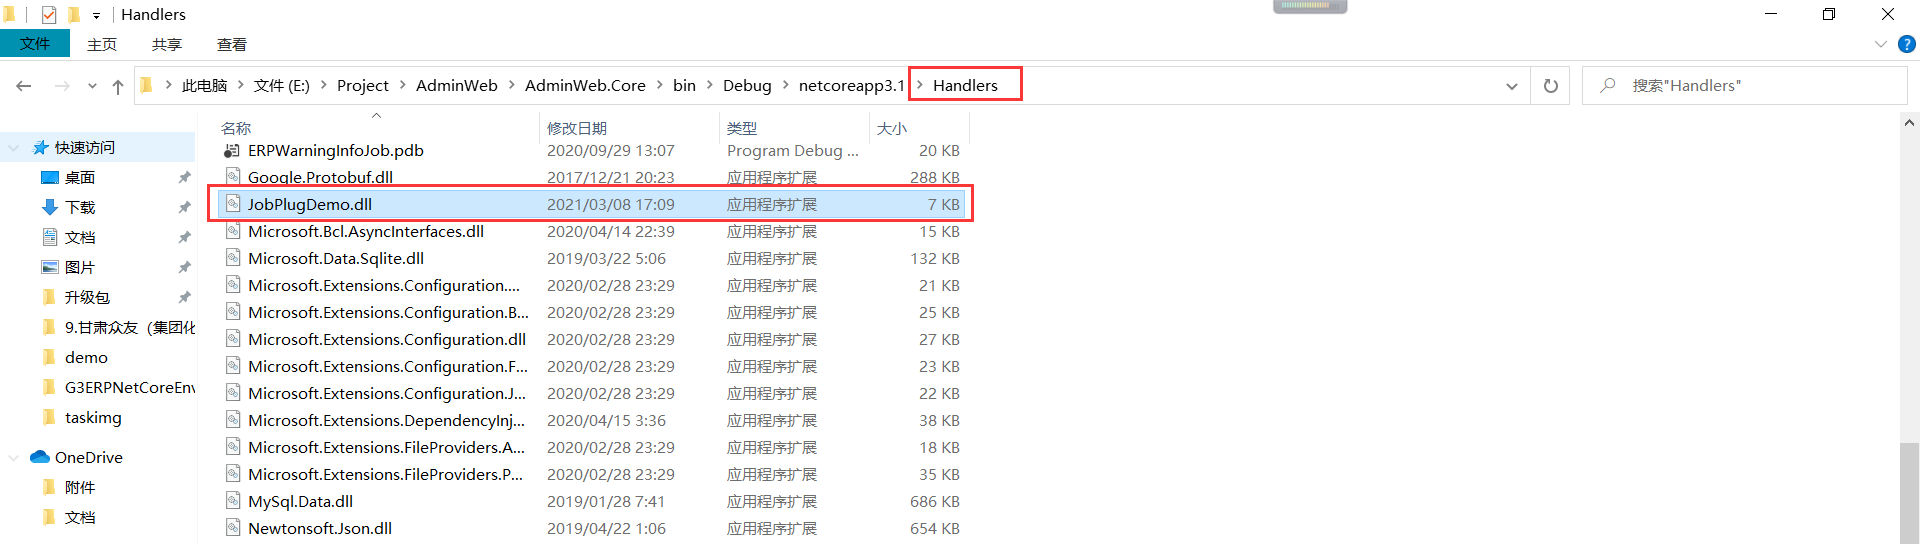 Handlers
文件 主页 共享 查看
此电脑 文件 (E:) Project AdminWeb AdminWeb.Core bin Debug netcoreapp3.1 Handlers 搜索"Handlers"
名称 修改日期 类型 大小
快速访问
桌面
下载
文档
图片
升级包
9.甘肃众友（集团化
demo
G3ERPNetCoreEnv
taskimg
OneDrive
附件
文档
ERPWarningInfoJob.pdb 2020/09/29 13:07 Program Debug ... 20 KB
Google.Protobuf.dll 2017/12/21 20:23 应用程序扩展 288 KB
JobPlugDemo.dll 2021/03/08 17:09 应用程序扩展 7 KB
Microsoft.Bcl.AsyncInterfaces.dll 2020/04/14 22:39 应用程序扩展 15 KB
Microsoft.Data.Sqlite.dll 2019/03/22 5:06 应用程序扩展 132 KB
Microsoft.Extensions.Configuration.... 2020/02/28 23:29 应用程序扩展 21 KB
Microsoft.Extensions.Configuration.B... 2020/02/28 23:29 应用程序扩展 25 KB
Microsoft.Extensions.Configuration.dll 2020/02/28 23:29 应用程序扩展 27 KB
Microsoft.Extensions.Configuration.F... 2020/02/28 23:29 应用程序扩展 23 KB
Microsoft.Extensions.Configuration.J... 2020/02/28 23:29 应用程序扩展 22 KB
Microsoft.Extensions.DependencyInj... 2020/04/15 3:36 应用程序扩展 38 KB
Microsoft.Extensions.FileProviders.A... 2020/02/28 23:29 应用程序扩展 18 KB
Microsoft.Extensions.FileProviders.P... 2020/02/28 23:29 应用程序扩展 35 KB
MySql.Data.dll 2019/01/28 7:41 应用程序扩展 686 KB
Newtonsoft.Json.dll 2019/04/22 1:06 应用程序扩展 654 KB